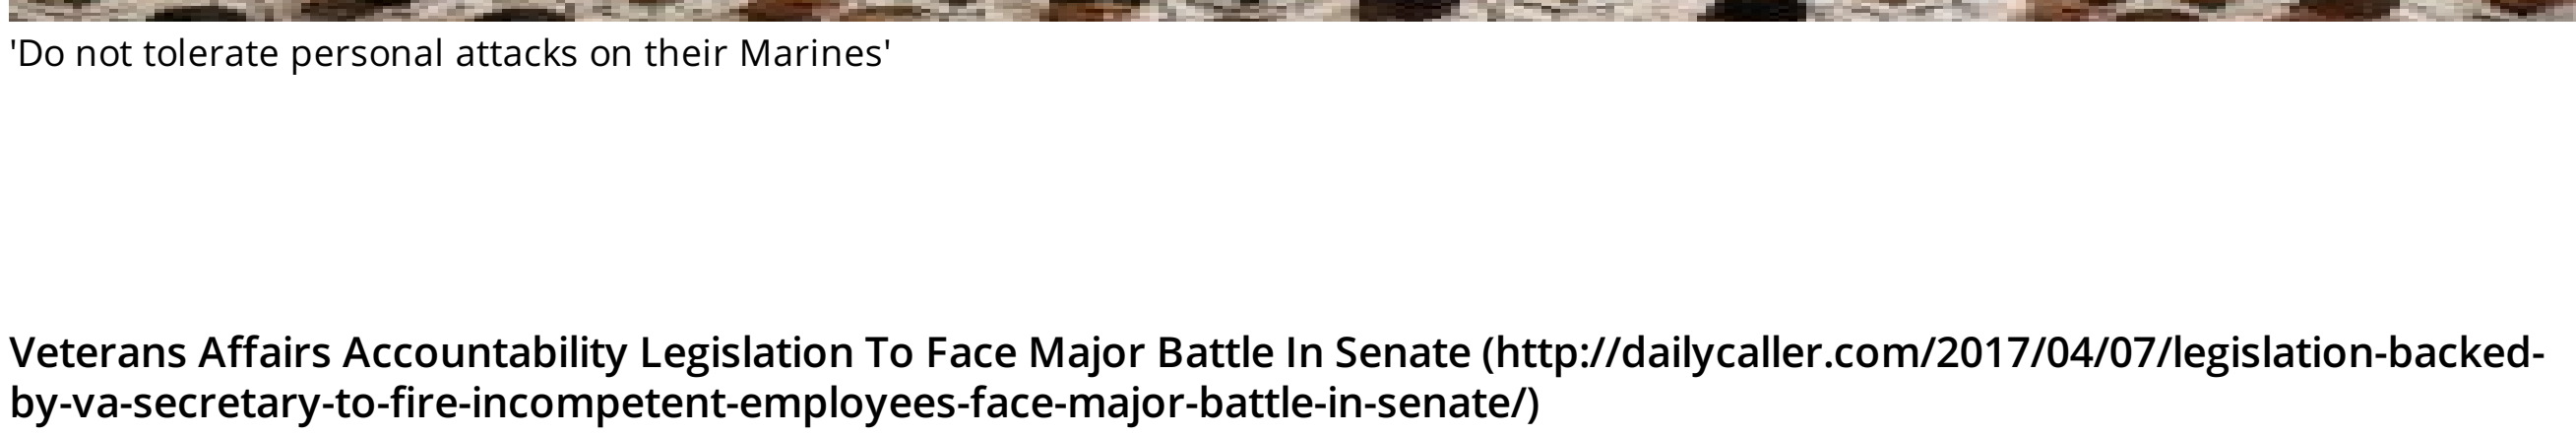 'Do not tolerate personal attacks on their Marines'
Veterans Affairs Accountability Legislation To Face Major Battle In Senate (http://dailycaller.com/2017/04/07/legislation-backed-
by-va-secretary-to-fire-incompetent-employees-face-major-battle-in-senate/)